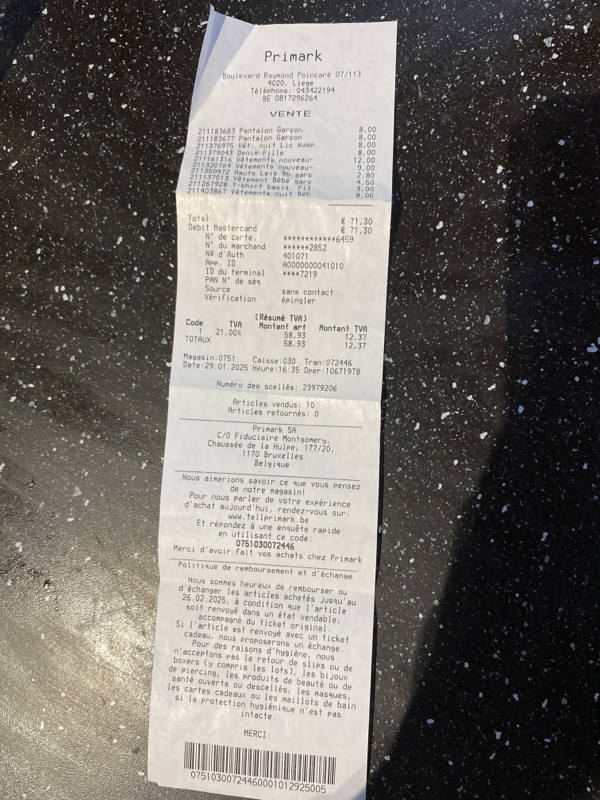 Primark
Boulevard Raymond Poincaré 07/113
4020, Liege
Téléphone: 043422194
BE 0817296264
VENTE
211183683 Pantalon Garçon 8,00
211183677 Pantalon Garçon 8,00
211376975 Vêt. nuit Lic susp 8,00
211379043 Denim Fille 8,00
211161316 Vêtements nouveau- 12,00
211320764 Vêtements nouveau- 9,00
211350972 Hauts Leis Bb garc 2,80
211137513 Vêtement Bébé garc 4,50
211267928 T-shirt basiq. Fil 3,00
211403867 Vêtements nuit Béb 8,00
Total € 71,30
Debit Mastercard € 71,30
N° de carte. ************6459
N° du marchand ******2852
Nº d'Auth 401071
App. ID A0000000041010
ID du terminal ****7219
PAN N° de séq
Source sans contact
Vérification épingler
(Résumé TVA)
Code TVA Montant art Montant TVA
1 21,00% 58,93 12,37
TOTAUX 58,93 12,37
Magasin:0751 Caisse:030 Tran:072446
Date:29.01.2025 Heure:16:35 Oper:10671978
Numéro des scellés: 23979206
Articles vendus: 10
Articles retournés: 0
Primark SA
C/O Fiduciaire Montgomery,
Chaussée de la Hulpe, 177/20,
1170 Bruxelles
Belgique
Nous aimerions savoir ce que vous pensez
de notre magasin!
Pour nous parler de votre expérience
d'achat aujourd'hui, rendez-vous sur:
www.tellprimark.be
Et répondez à une enquête rapide
en utilisant ce code:
0751030072446
Merci d'avoir fait vos achats chez Primark
Politique de remboursement et d'échange
Nous sommes heureux de rembourser ou
d'échanger les articles achetés jusqu'au
26.02.2025, à condition que l'article
soit renvoyé dans un état vendable,
accompagné du ticket original.
Si l'article est renvoyé avec un ticket
cadeau, nous proposerons un échange.
Pour des raisons d'hygiène, nous
n'acceptons pas le retour de slips ou de
boxers (y compris les lots), les bijoux
de piercing, les produits de beauté ou de
santé ouverts ou descellés, les masques,
les cartes cadeaux ou les maillots de bain
si la protection hygiénique n'est pas
intacte.
MERCI
07510300724460001012925005